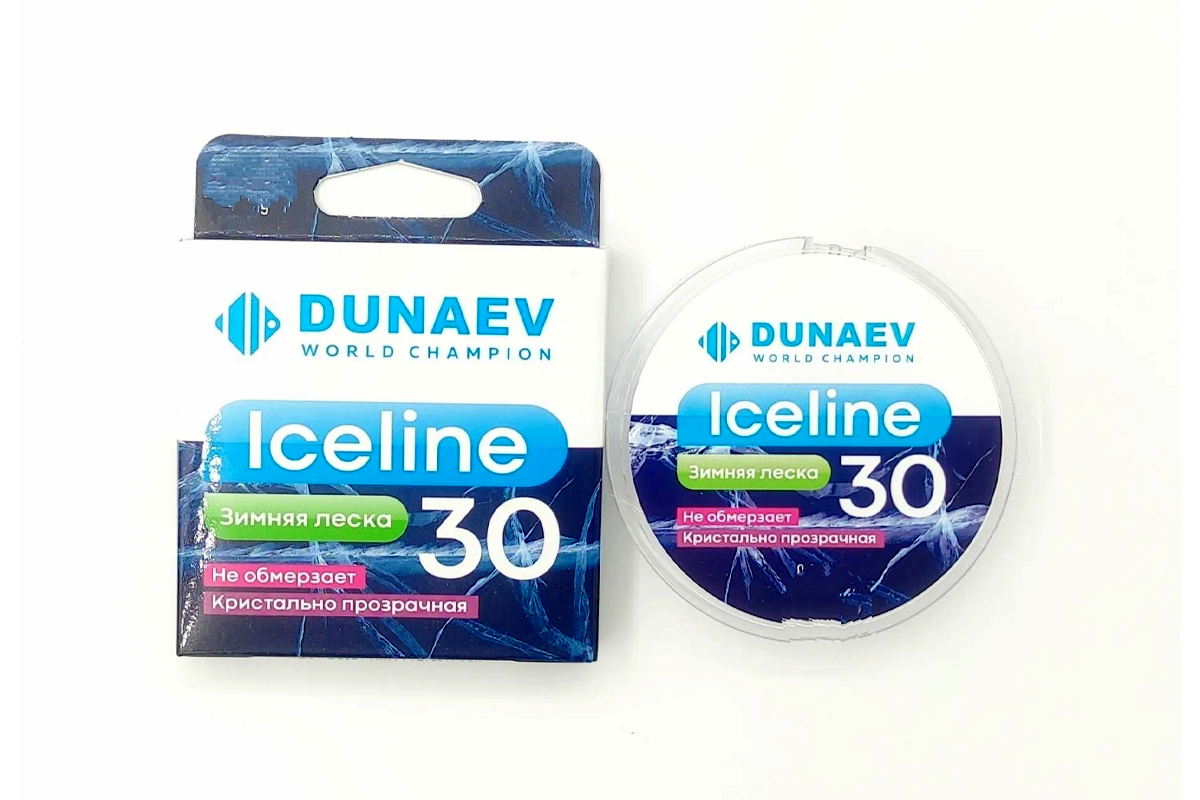 DUNAEV
WORLD CHAMPION
Iceline
Зимняя леска
30
Не обмерзает
Кристально прозрачная
DUNAEV
WORLD CHAMPION
Iceline
Зимняя леска
30
Не обмерзает
Кристально прозрачная